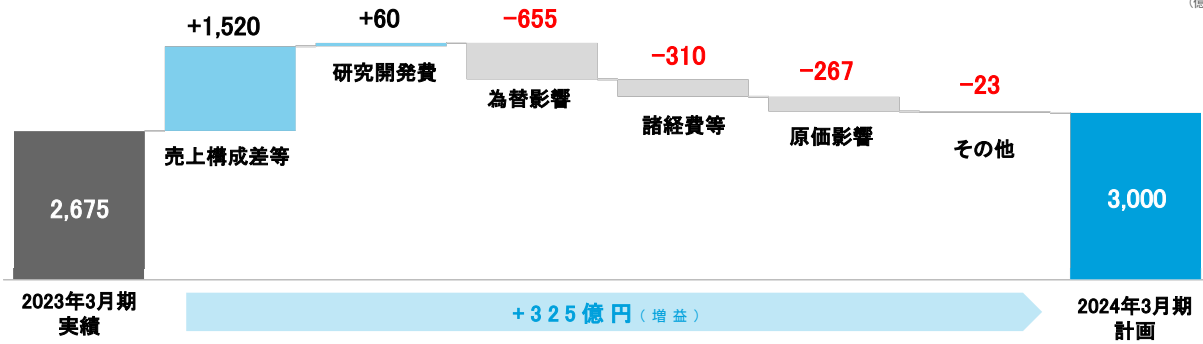 (億
+1,520
+60
-655
-310
-267
-23
売上構成差等
研究開発費
為替影響
諸経費等
原価影響
その他
2,675
3,000
2023年3月期
実績
+325億円(増益)
2024年3月期
計画